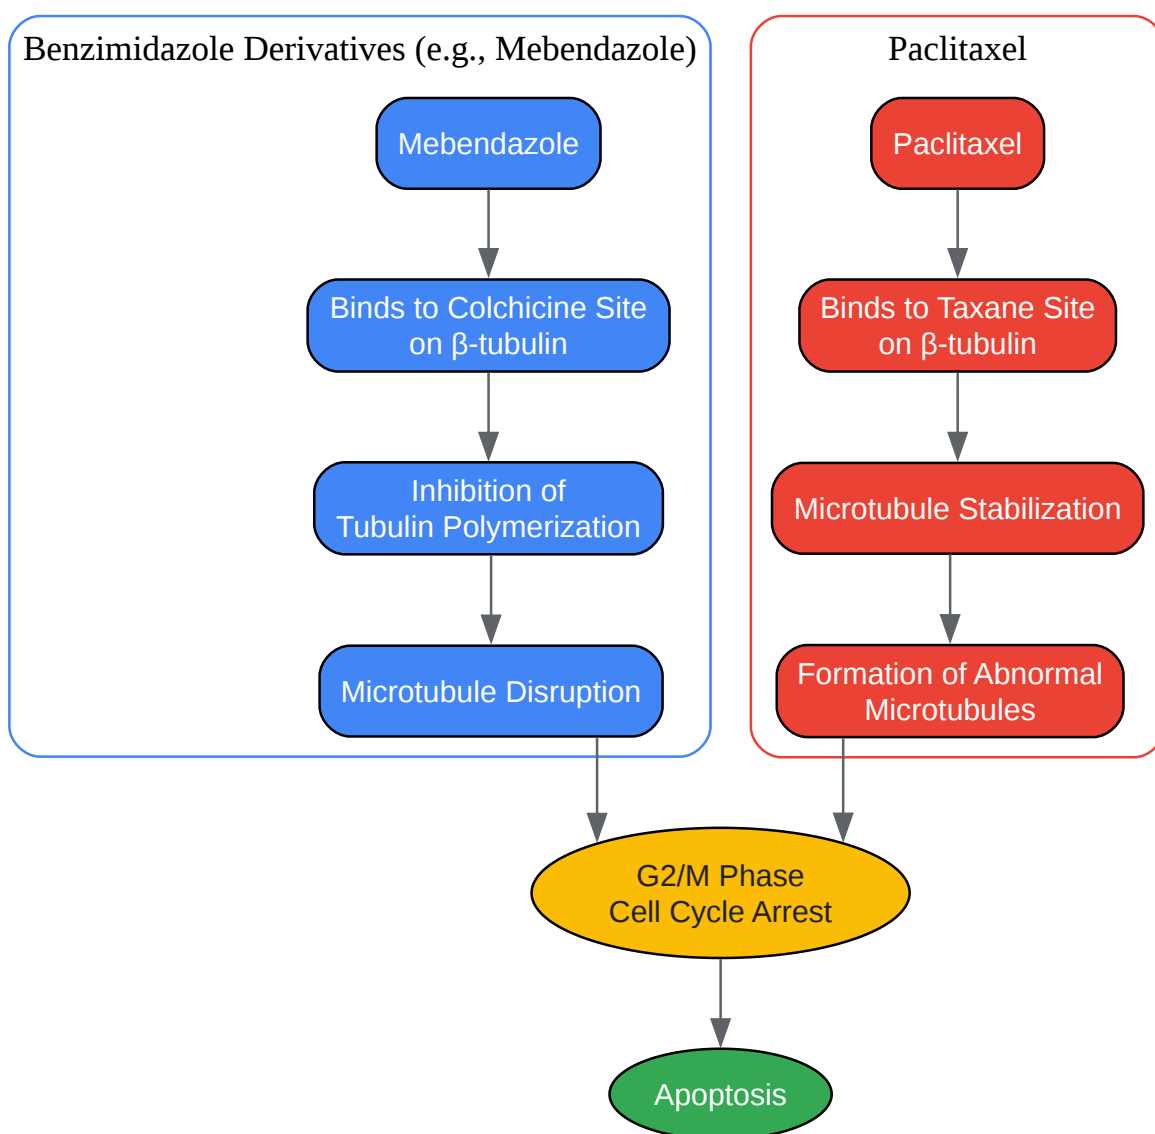 Benzimidazole Derivatives (e.g., Mebendazole)
Mebendazole
Binds to Colchicine Site
on β-tubulin
Inhibition of
Tubulin Polymerization
Microtubule Disruption
Paclitaxel
Paclitaxel
Binds to Taxane Site
on β-tubulin
Microtubule Stabilization
Formation of Abnormal
Microtubules
G2/M Phase
Cell Cycle Arrest
Apoptosis